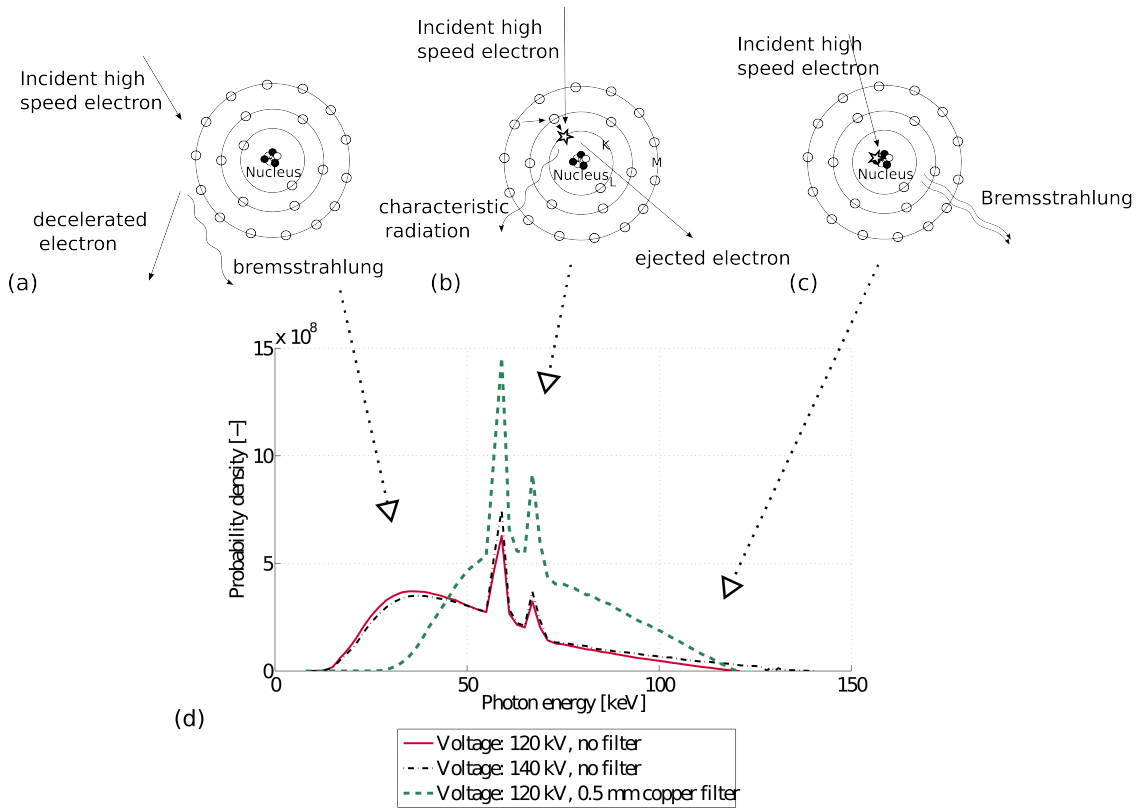 Incident high
speed electron
Nucleus
decelerated
electron
bremsstrahlung
(a)
Incident high
speed electron
K
M
Nucleus
L
characteristic
radiation
ejected electron
(b)
Incident high
speed electron
Nucleus
Bremsstrahlung
(c)
x 10^8
15
10
5
0
0
50
100
150
Probability density [−]
Photon energy [keV]
(d)
Voltage: 120 kV, no filter
Voltage: 140 kV, no filter
Voltage: 120 kV, 0.5 mm copper filter